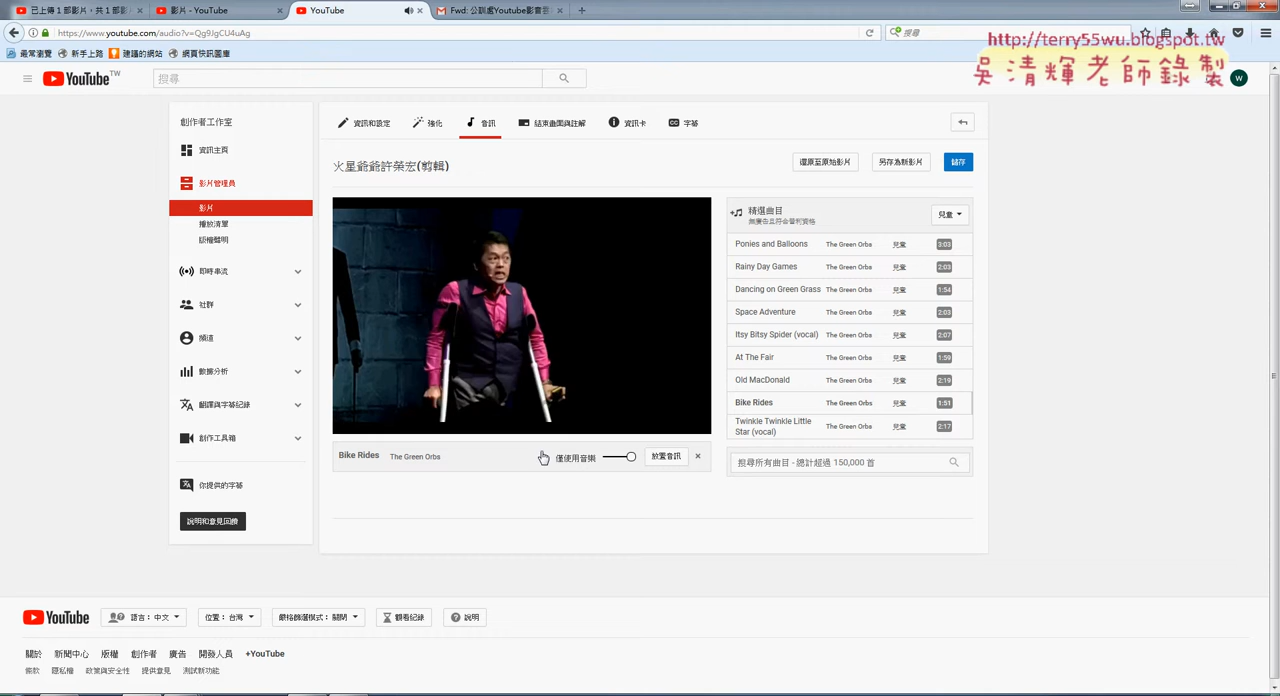 已上傳 1 部影片，共 1 部影片
影片 - YouTube
YouTube
Fwd: 公訓處Youtube影音
https://www.youtube.com/audio?v=Qg9JgCU4uAg
搜尋
最常瀏覽
新手上路
建議的網站
網頁快訊圖庫
http://terry55wu.blogspot.tw
吳清輝老師錄製
YouTube TW
搜尋
W
創作者工作室
資訊主頁
影片管理員
影片
播放清單
版權聲明
即時串流
社群
頻道
數據分析
翻譯與字幕記錄
創作工具箱
你提供的字幕
說明和意見回饋
資訊和設定
強化
音訊
結束畫面與註解
資訊卡
CC 字幕
火星爺爺許榮宏(剪輯)
還原至原始影片
另存為新影片
儲存
精選曲目
無廣告且符合營利資格
兒童
Ponies and Balloons The Green Orbs 兒童 3:03
Rainy Day Games The Green Orbs 兒童 2:03
Dancing on Green Grass The Green Orbs 兒童 1:54
Space Adventure The Green Orbs 兒童 2:03
Itsy Bitsy Spider (vocal) The Green Orbs 兒童 2:07
At The Fair The Green Orbs 兒童 1:59
Old MacDonald The Green Orbs 兒童 2:19
Bike Rides The Green Orbs 兒童 1:51
Twinkle Twinkle Little Star (vocal) The Green Orbs 兒童 2:17
Bike Rides The Green Orbs 僅使用音樂 放置音訊
搜尋所有曲目 - 總計超過 150,000 首
YouTube
語言：中文
位置：台灣
嚴格篩選模式：關閉
觀看紀錄
說明
關於 新聞中心 版權 創作者 廣告 開發人員 +YouTube
條款 隱私權 政策與安全性 提供意見 測試新功能